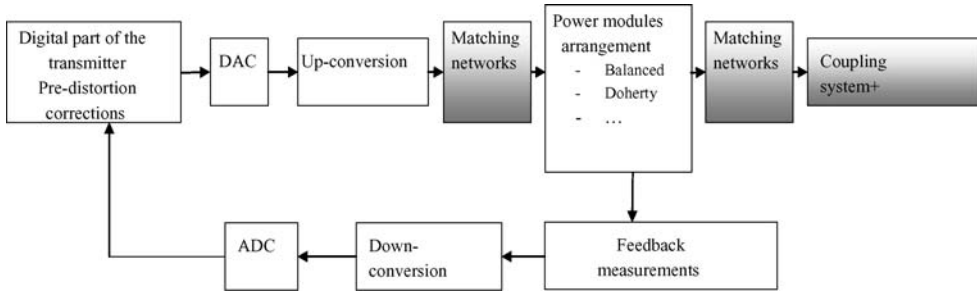 Digital part of the
transmitter
Pre-distortion
corrections
DAC
Up-conversion
Matching
networks
Power modules
arrangement
- Balanced
- Doherty
- ...
Matching
networks
Coupling
system+
ADC
Down-
conversion
Feedback
measurements